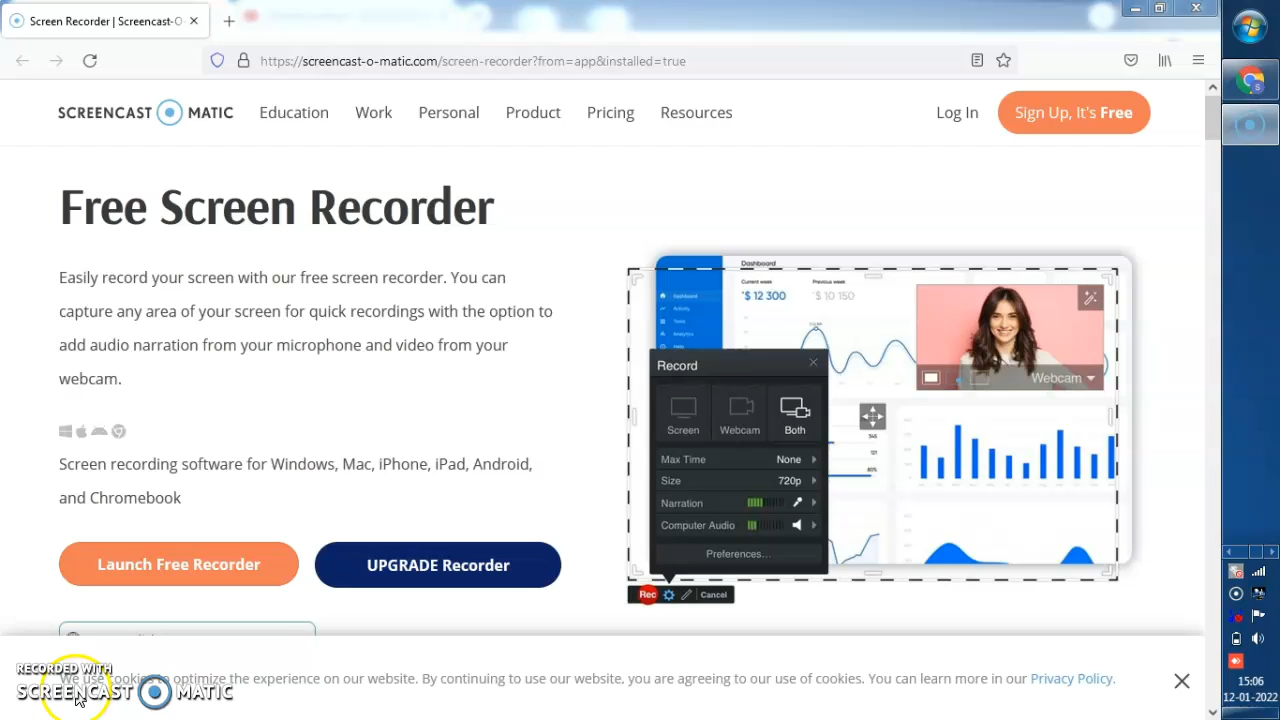 Screen Recorder | Screencast-O-
https://screencast-o-matic.com/screen-recorder?from=app&installed=true
SCREENCAST MATIC
Education
Work
Personal
Product
Pricing
Resources
Log In
Sign Up, It's Free
Free Screen Recorder
Easily record your screen with our free screen recorder. You can
capture any area of your screen for quick recordings with the option to
add audio narration from your microphone and video from your
webcam.
Screen recording software for Windows, Mac, iPhone, iPad, Android,
and Chromebook
Launch Free Recorder
UPGRADE Recorder
Dashboard
Current week
Previous week
$ 12 300
$ 10 150
Dashboard
Webcam
Record
Screen
Webcam
Both
Max Time None
Size 720p
Narration
Computer Audio
Preferences...
Rec
Cancel
We use cookies to optimize the experience on our website. By continuing to use our website, you are agreeing to our use of cookies. You can learn more in our Privacy Policy.
RECORDED WITH
SCREENCAST MATIC
15:06
12-01-2022